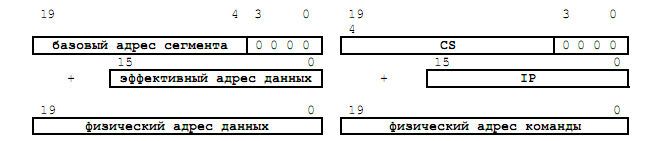 19 4 3 0 19 3 0
4
базовый адрес сегмента 0 0 0 0 CS 0 0 0 0
15 0 15 0
+ эффективный адрес данных + IP
19 0 19 0
физический адрес данных физический адрес команды